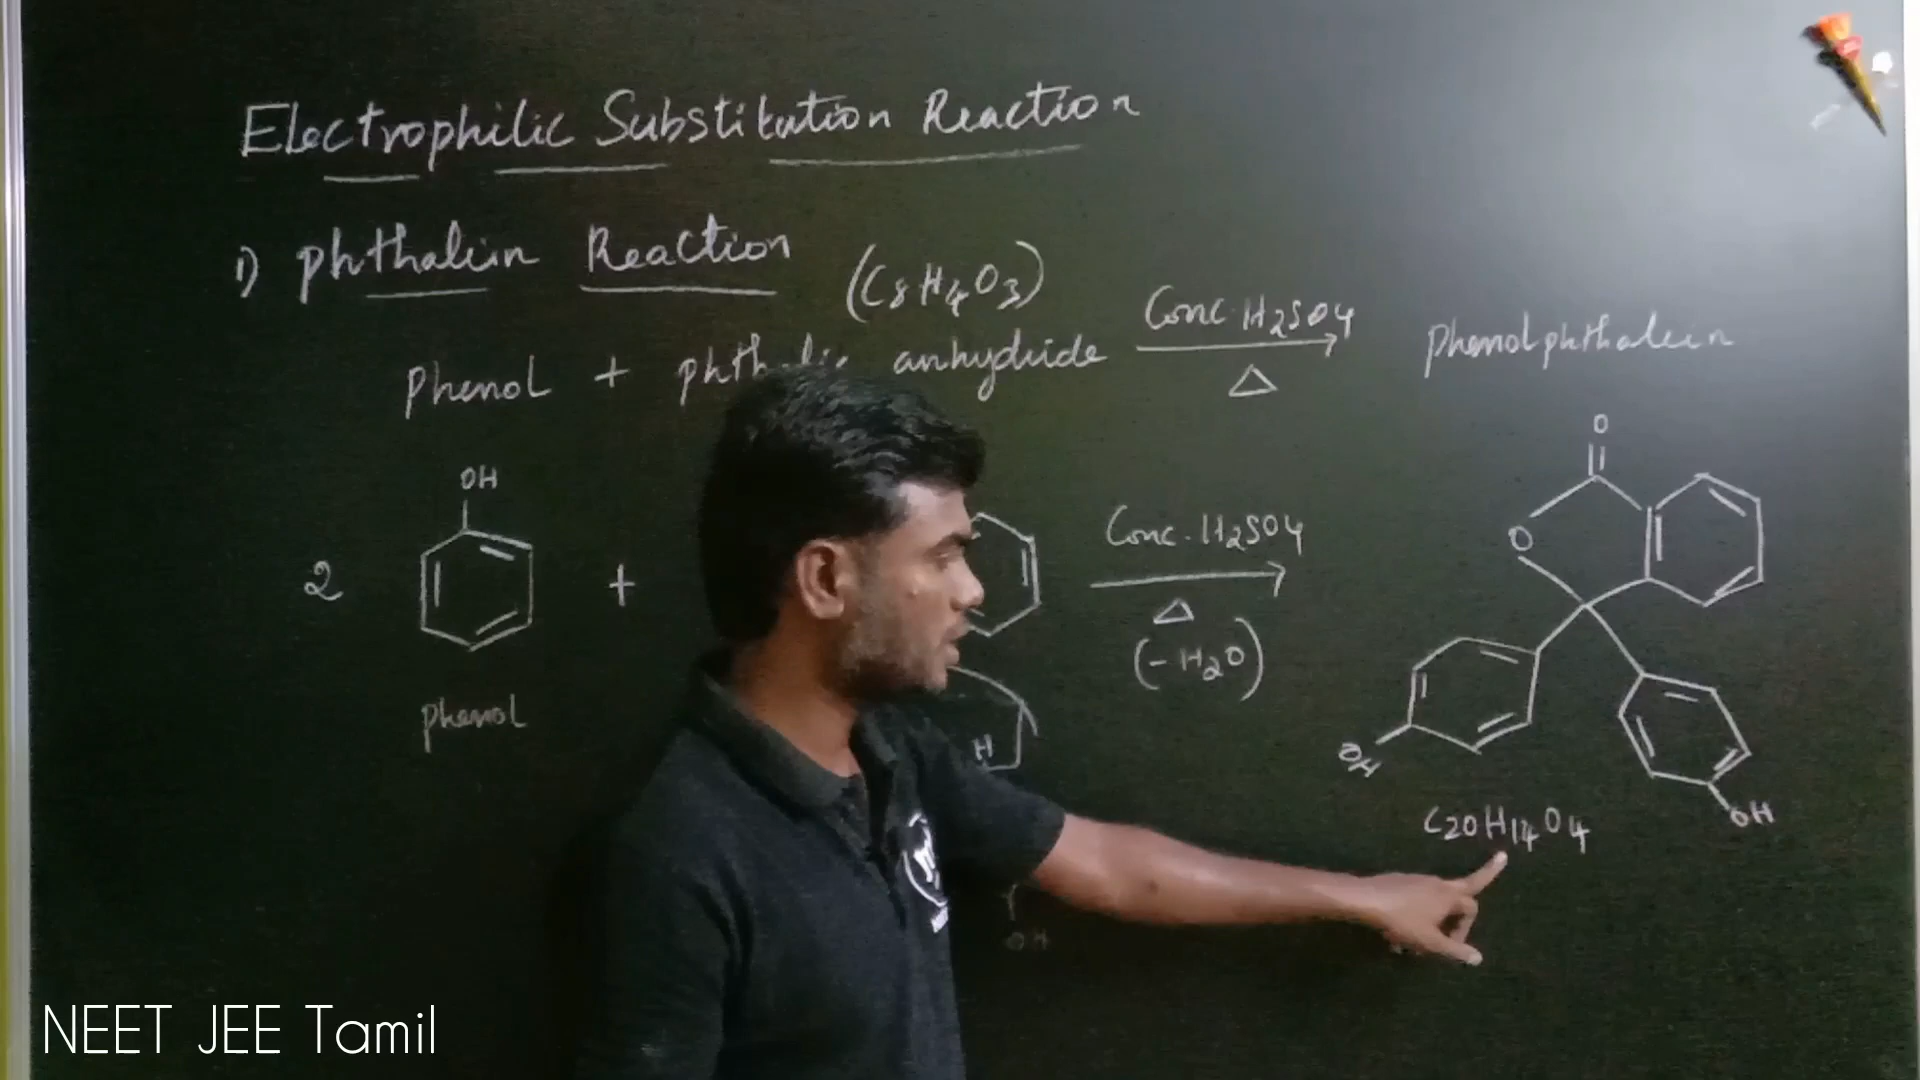 Electrophilic Substitution Reaction
1) Phthalein Reaction
(C8H4O3)
Phenol + anhydride Conc. H2SO4 Phenolphthalein
△
O
OH
2 + Conc. H2SO4 O
△
(-H2O)
phenol
H
OH
OH
C20H14O4
OH
NEET JEE Tamil